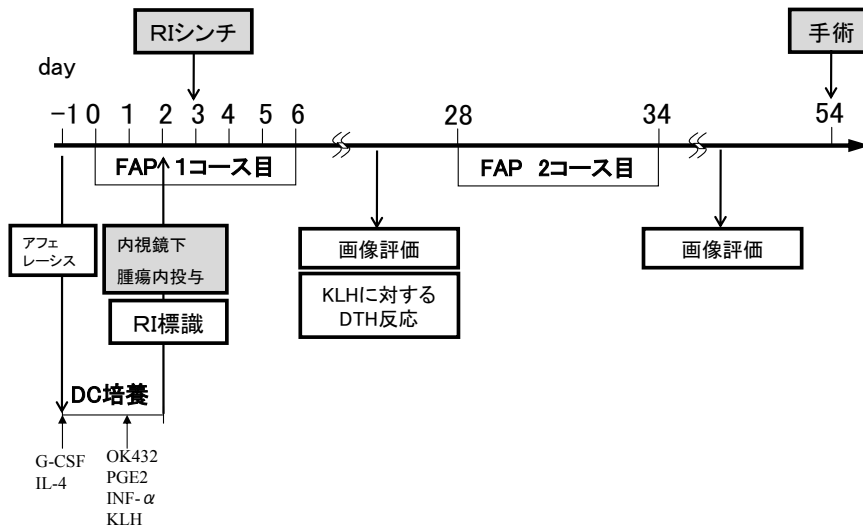 RIシンチ
手術
day
−1 0 1 2 3 4 5 6 28 34 54
FAP 1コース目
FAP 2コース目
アフェ
レーシス
内視鏡下
腫瘍内投与
RI標識
画像評価
KLHに対する
DTH反応
画像評価
DC培養
G-CSF
IL-4
OK432
PGE2
INF-α
KLH